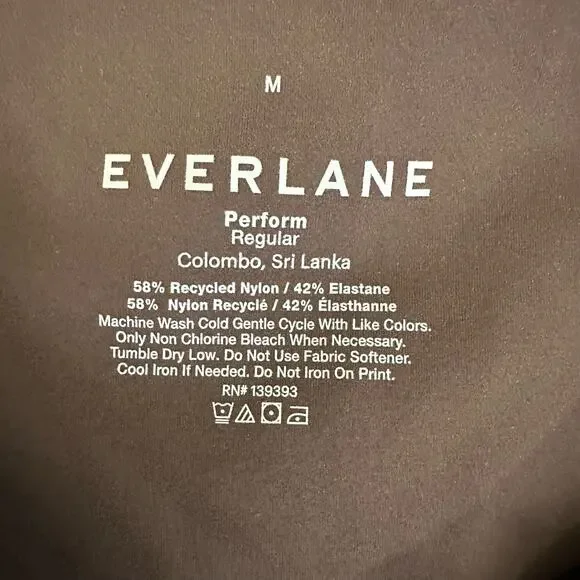 M
EVERLANE
Perform
Regular
Colombo, Sri Lanka
58% Recycled Nylon / 42% Elastane
58% Nylon Recyclé / 42% Élasthanne
Machine Wash Cold Gentle Cycle With Like Colors.
Only Non Chlorine Bleach When Necessary.
Tumble Dry Low. Do Not Use Fabric Softener.
Cool Iron If Needed. Do Not Iron On Print.
RN# 139393